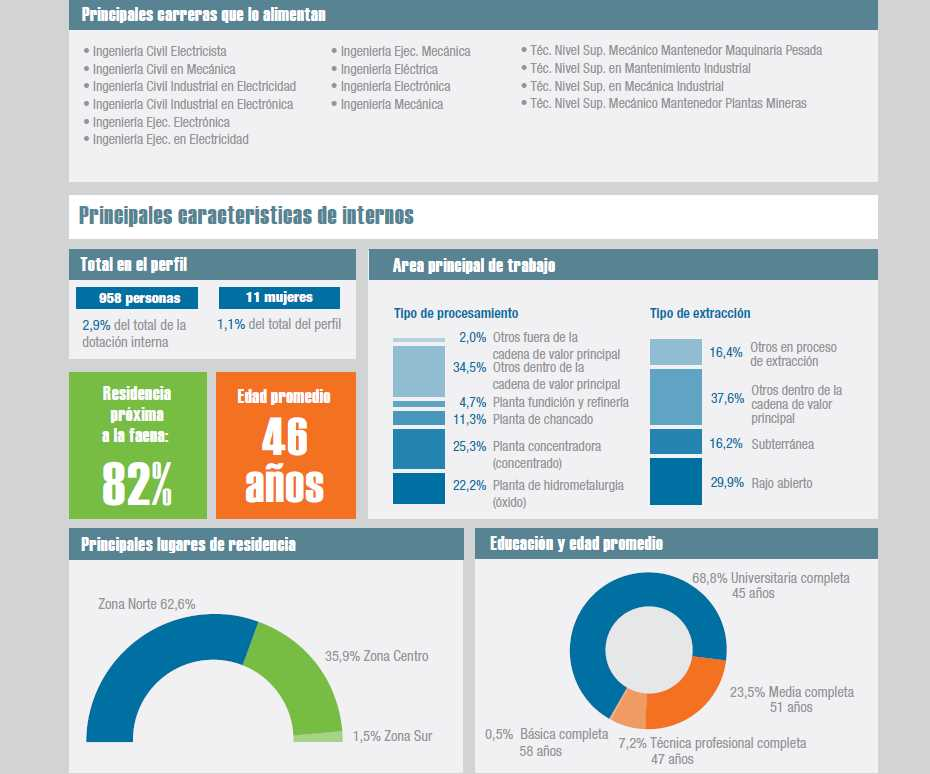 Principales carreras que lo alimentan
• Ingeniería Civil Electricista
• Ingeniería Civil en Mecánica
• Ingeniería Civil Industrial en Electricidad
• Ingeniería Civil Industrial en Electrónica
• Ingeniería Ejec. Electrónica
• Ingeniería Ejec. en Electricidad
• Ingeniería Ejec. Mecánica
• Ingeniería Eléctrica
• Ingeniería Electrónica
• Ingeniería Mecánica
• Téc. Nivel Sup. Mecánico Mantenedor Maquinaria Pesada
• Téc. Nivel Sup. en Mantenimiento Industrial
• Téc. Nivel Sup. en Mecánica Industrial
• Téc. Nivel Sup. Mecánico Mantenedor Plantas Mineras
Principales características de internos
Total en el perfil
958 personas
2,9% del total de la
dotación interna
11 mujeres
1,1% del total del perfil
Residencia
próxima
a la faena:
82%
Edad promedio
46
años
Area principal de trabajo
Tipo de procesamiento
2,0% Otros fuera de la
cadena de valor principal
34,5% Otros dentro de la
cadena de valor principal
4,7% Planta fundición y refinería
11,3% Planta de chancado
25,3% Planta concentradora
(concentrado)
22,2% Planta de hidrometalurgia
(óxido)
Tipo de extracción
16,4% Otros en proceso
de extracción
37,6% Otros dentro de la
cadena de valor
principal
16,2% Subterránea
29,9% Rajo abierto
Principales lugares de residencia
Zona Norte 62,6%
35,9% Zona Centro
1,5% Zona Sur
Educación y edad promedio
68,8% Universitaria completa
45 años
23,5% Media completa
51 años
0,5% Básica completa
58 años
7,2% Técnica profesional completa
47 años